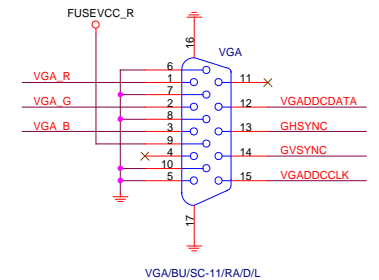 FUSEVCC_R
16
VGA
6
VGA_R 1 11
7
VGA_G 2 12 VGADDCDATA
8
VGA_B 3 13 GHSYNC
9
4 14 GVSYNC
10
5 15 VGADDCCLK
17
VGA/BU/SC-11/RA/D/L